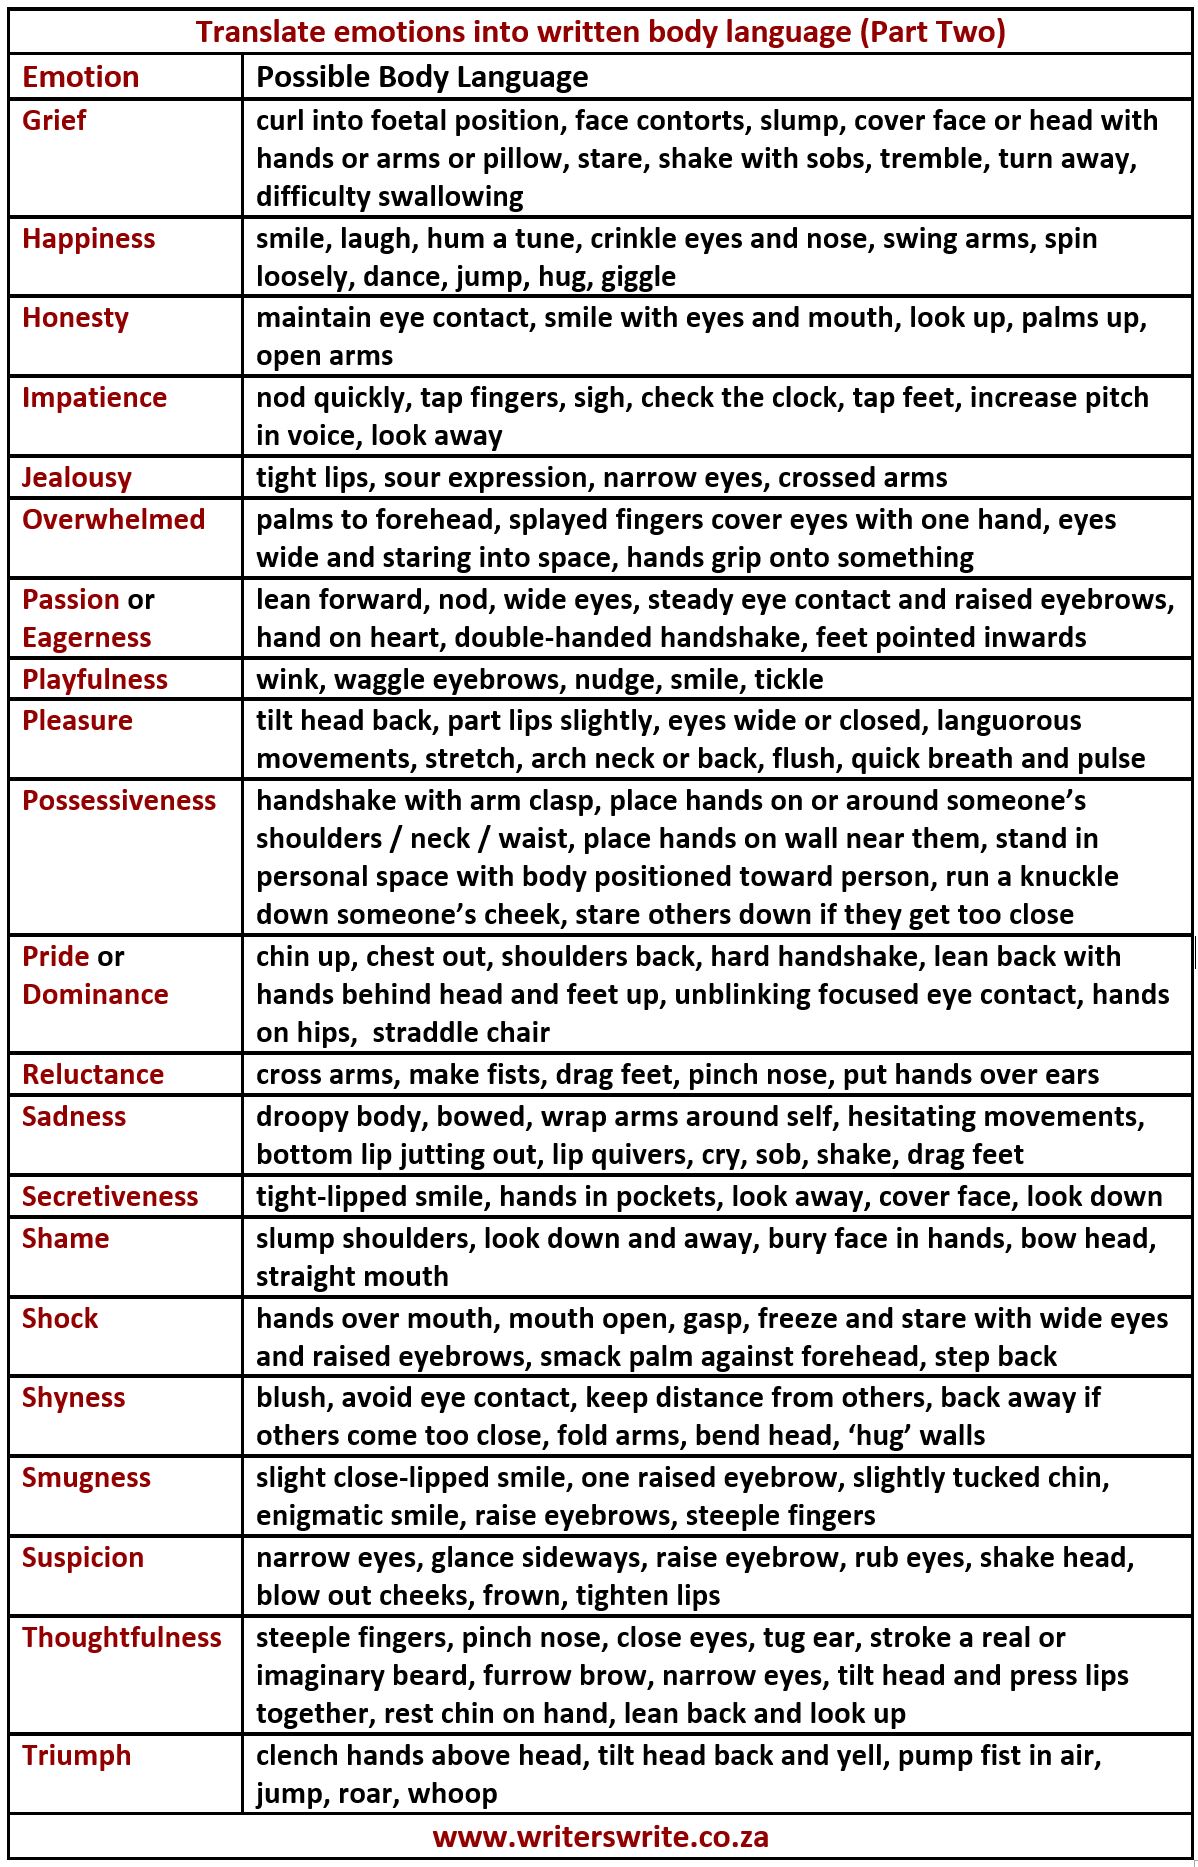 Translate emotions into written body language (Part Two)
Emotion
Possible Body Language
Grief
curl into foetal position, face contorts, slump, cover face or head with
hands or arms or pillow, stare, shake with sobs, tremble, turn away,
difficulty swallowing
Happiness
smile, laugh, hum a tune, crinkle eyes and nose, swing arms, spin
loosely, dance, jump, hug, giggle
Honesty
maintain eye contact, smile with eyes and mouth, look up, palms up,
open arms
Impatience
nod quickly, tap fingers, sigh, check the clock, tap feet, increase pitch
in voice, look away
Jealousy
tight lips, sour expression, narrow eyes, crossed arms
Overwhelmed
palms to forehead, splayed fingers cover eyes with one hand, eyes
wide and staring into space, hands grip onto something
Passion or
Eagerness
lean forward, nod, wide eyes, steady eye contact and raised eyebrows,
hand on heart, double-handed handshake, feet pointed inwards
Playfulness
wink, waggle eyebrows, nudge, smile, tickle
Pleasure
tilt head back, part lips slightly, eyes wide or closed, languorous
movements, stretch, arch neck or back, flush, quick breath and pulse
Possessiveness
handshake with arm clasp, place hands on or around someone’s
shoulders / neck / waist, place hands on wall near them, stand in
personal space with body positioned toward person, run a knuckle
down someone’s cheek, stare others down if they get too close
Pride or
Dominance
chin up, chest out, shoulders back, hard handshake, lean back with
hands behind head and feet up, unblinking focused eye contact, hands
on hips,  straddle chair
Reluctance
cross arms, make fists, drag feet, pinch nose, put hands over ears
Sadness
droopy body, bowed, wrap arms around self, hesitating movements,
bottom lip jutting out, lip quivers, cry, sob, shake, drag feet
Secretiveness
tight-lipped smile, hands in pockets, look away, cover face, look down
Shame
slump shoulders, look down and away, bury face in hands, bow head,
straight mouth
Shock
hands over mouth, mouth open, gasp, freeze and stare with wide eyes
and raised eyebrows, smack palm against forehead, step back
Shyness
blush, avoid eye contact, keep distance from others, back away if
others come too close, fold arms, bend head, ‘hug’ walls
Smugness
slight close-lipped smile, one raised eyebrow, slightly tucked chin,
enigmatic smile, raise eyebrows, steeple fingers
Suspicion
narrow eyes, glance sideways, raise eyebrow, rub eyes, shake head,
blow out cheeks, frown, tighten lips
Thoughtfulness
steeple fingers, pinch nose, close eyes, tug ear, stroke a real or
imaginary beard, furrow brow, narrow eyes, tilt head and press lips
together, rest chin on hand, lean back and look up
Triumph
clench hands above head, tilt head back and yell, pump fist in air,
jump, roar, whoop
www.writerswrite.co.za